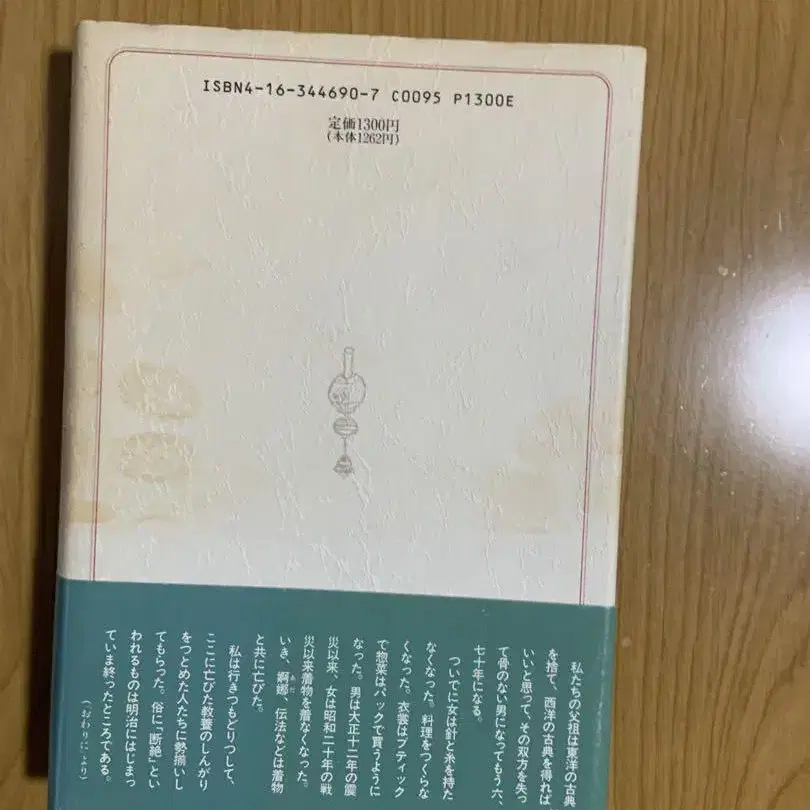 ISBN4-16-344690-7 C0095 P1300E
定価1300円
(本体1262円)
私たちの父祖は東洋の古典
を捨て、西洋の古典を得れば
いいと思って、その双方を失っ
て骨のない男になってもう六、
七十年になる。
ついでに女は針と糸を持た
なくなった。料理をつくらな
くなった。衣裳はブティック
で惣菜はパックで買うように
なった。男は大正十二年の震
災以来、女は昭和二十年の戦
災以来着物を着なくなった。
いき、婀娜、伝法などは着物
と共に亡びた。
私は行きつもどりつして、
ここに亡びた教養のしんがり
をつとめた人たちに勢揃いし
てもらった。俗に「断絶」とい
われるものは明治にはじまっ
ていま終ったところである。
(「おわりに」より)